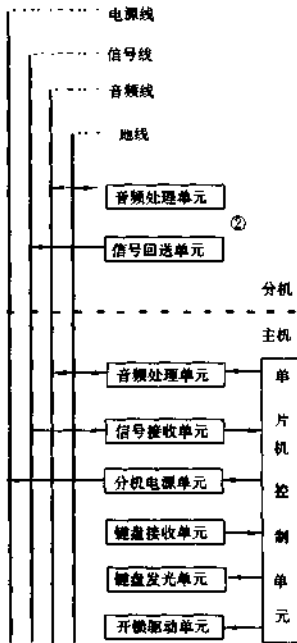 电源线
信号线
音频线
地线
音频处理单元
②
信号回送单元
分机
主机
音频处理单元
信号接收单元
分机电源单元
键盘接收单元
键盘发光单元
开锁驱动单元
单片机控制单元